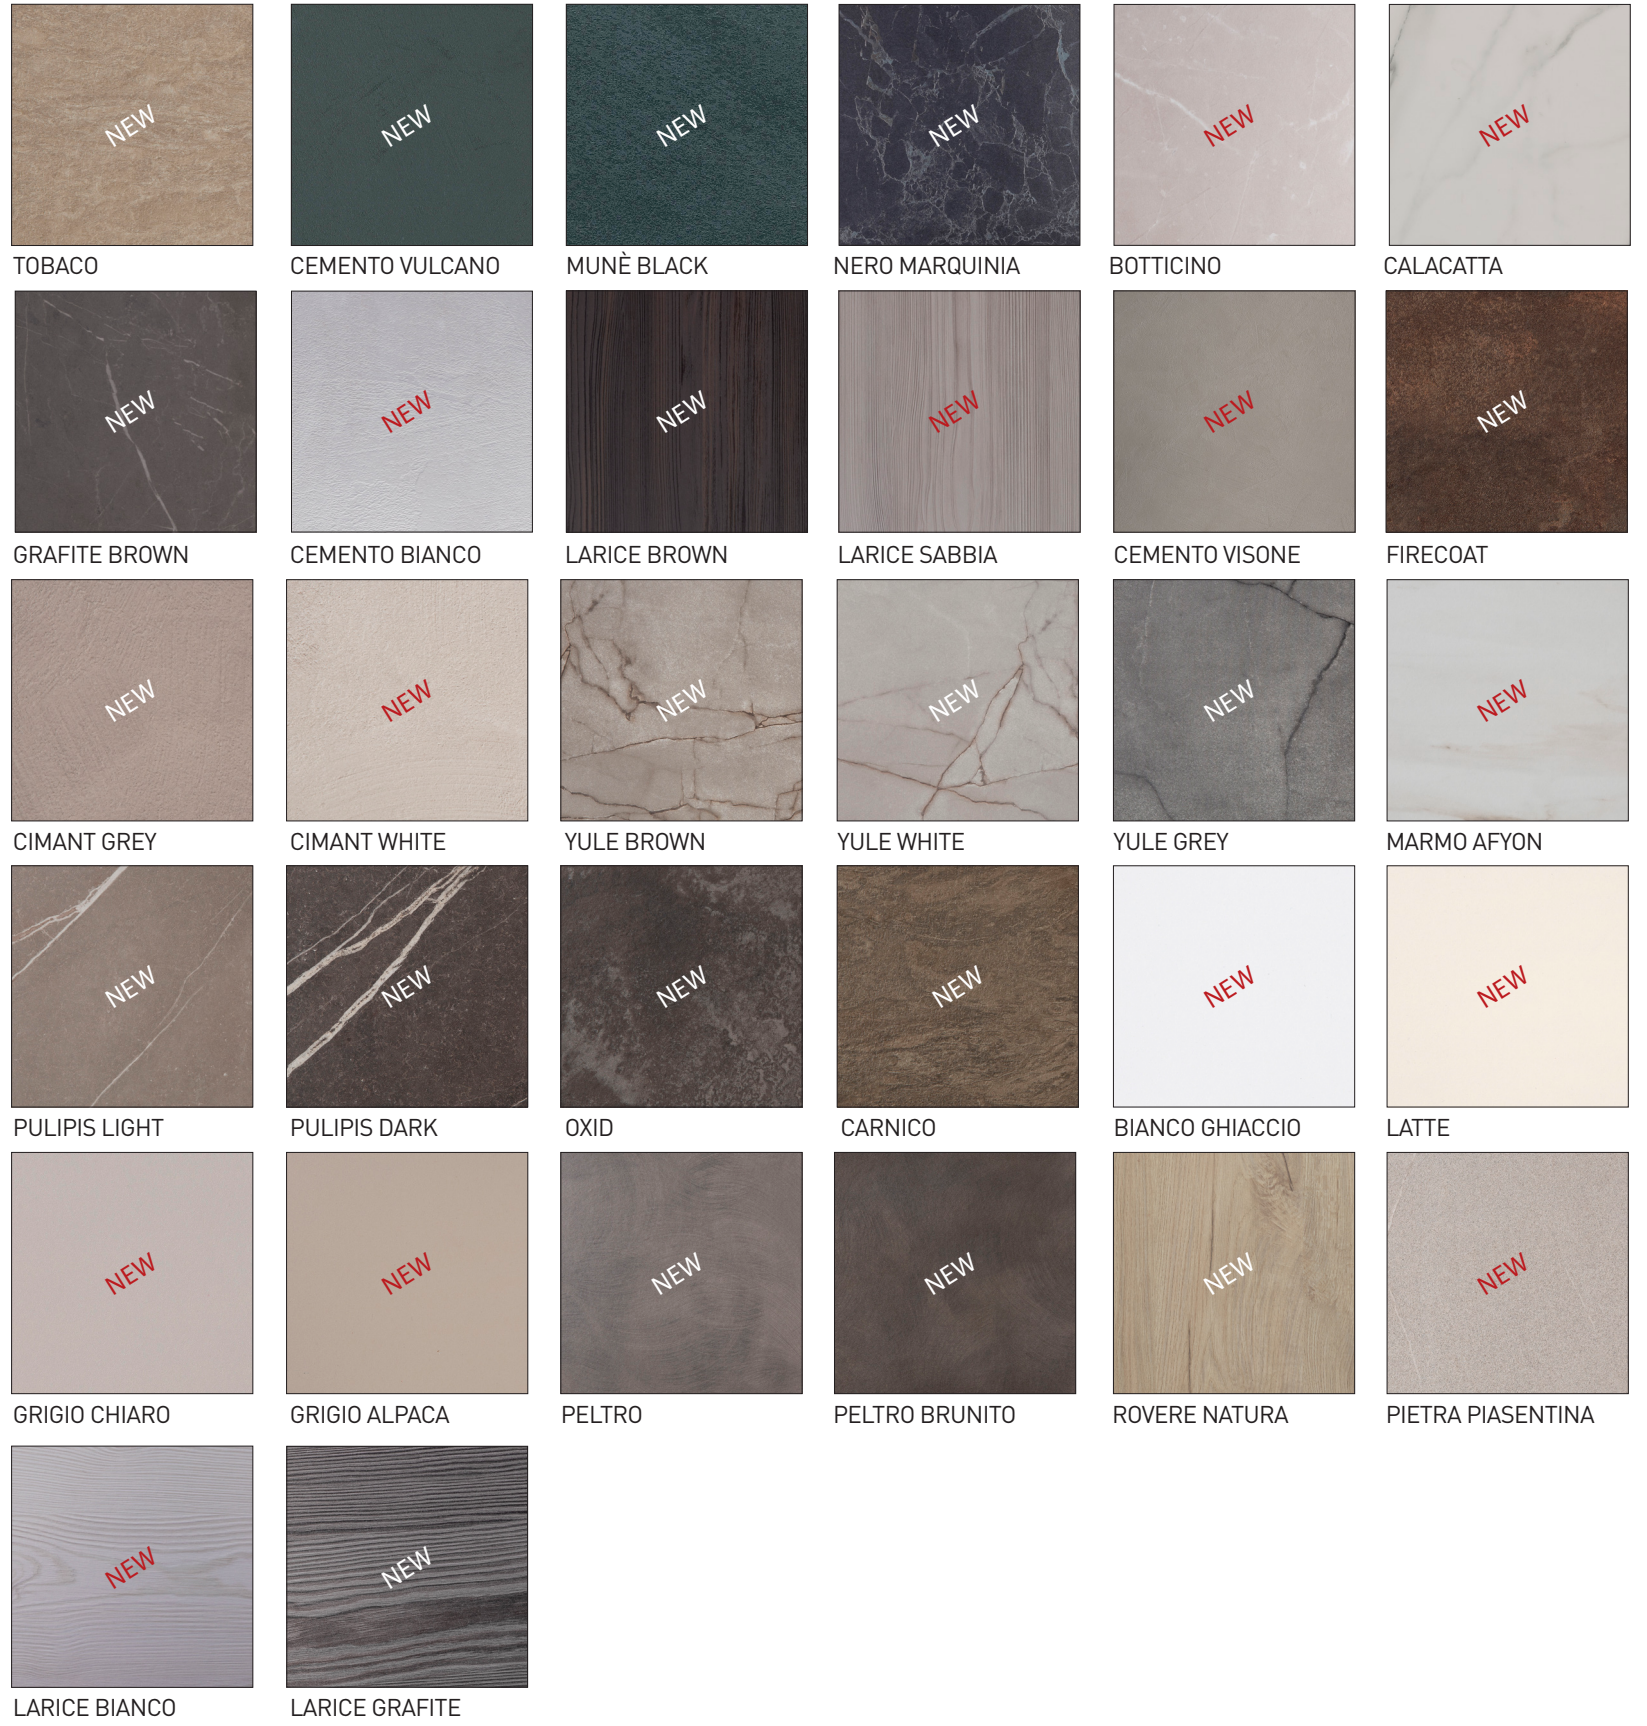 NEW NEW NEW NEW NEW NEW
TOBACO CEMENTO VULCANO MUNÈ BLACK NERO MARQUINIA BOTTICINO CALACATTA
NEW NEW NEW NEW NEW NEW
GRAFITE BROWN CEMENTO BIANCO LARICE BROWN LARICE SABBIA CEMENTO VISONE FIRECOAT
NEW NEW NEW NEW NEW NEW
CIMANT GREY CIMANT WHITE YULE BROWN YULE WHITE YULE GREY MARMO AFYON
NEW NEW NEW NEW NEW NEW
PULIPIS LIGHT PULIPIS DARK OXID CARNICO BIANCO GHIACCIO LATTE
NEW NEW NEW NEW NEW NEW
GRIGIO CHIARO GRIGIO ALPACA PELTRO PELTRO BRUNITO ROVERE NATURA PIETRA PIASENTINA
NEW NEW
LARICE BIANCO LARICE GRAFITE